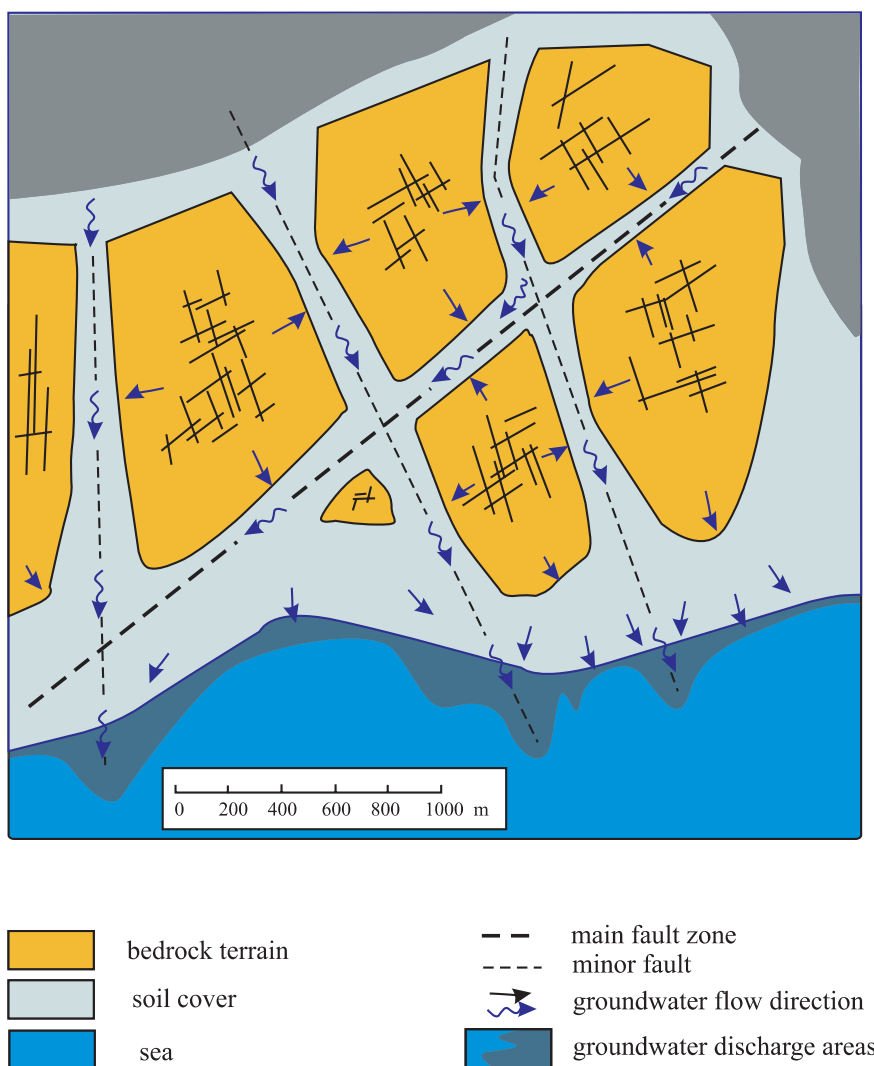 0 200 400 600 800 1000 m
bedrock terrain
soil cover
sea
main fault zone
minor fault
groundwater flow direction
groundwater discharge areas